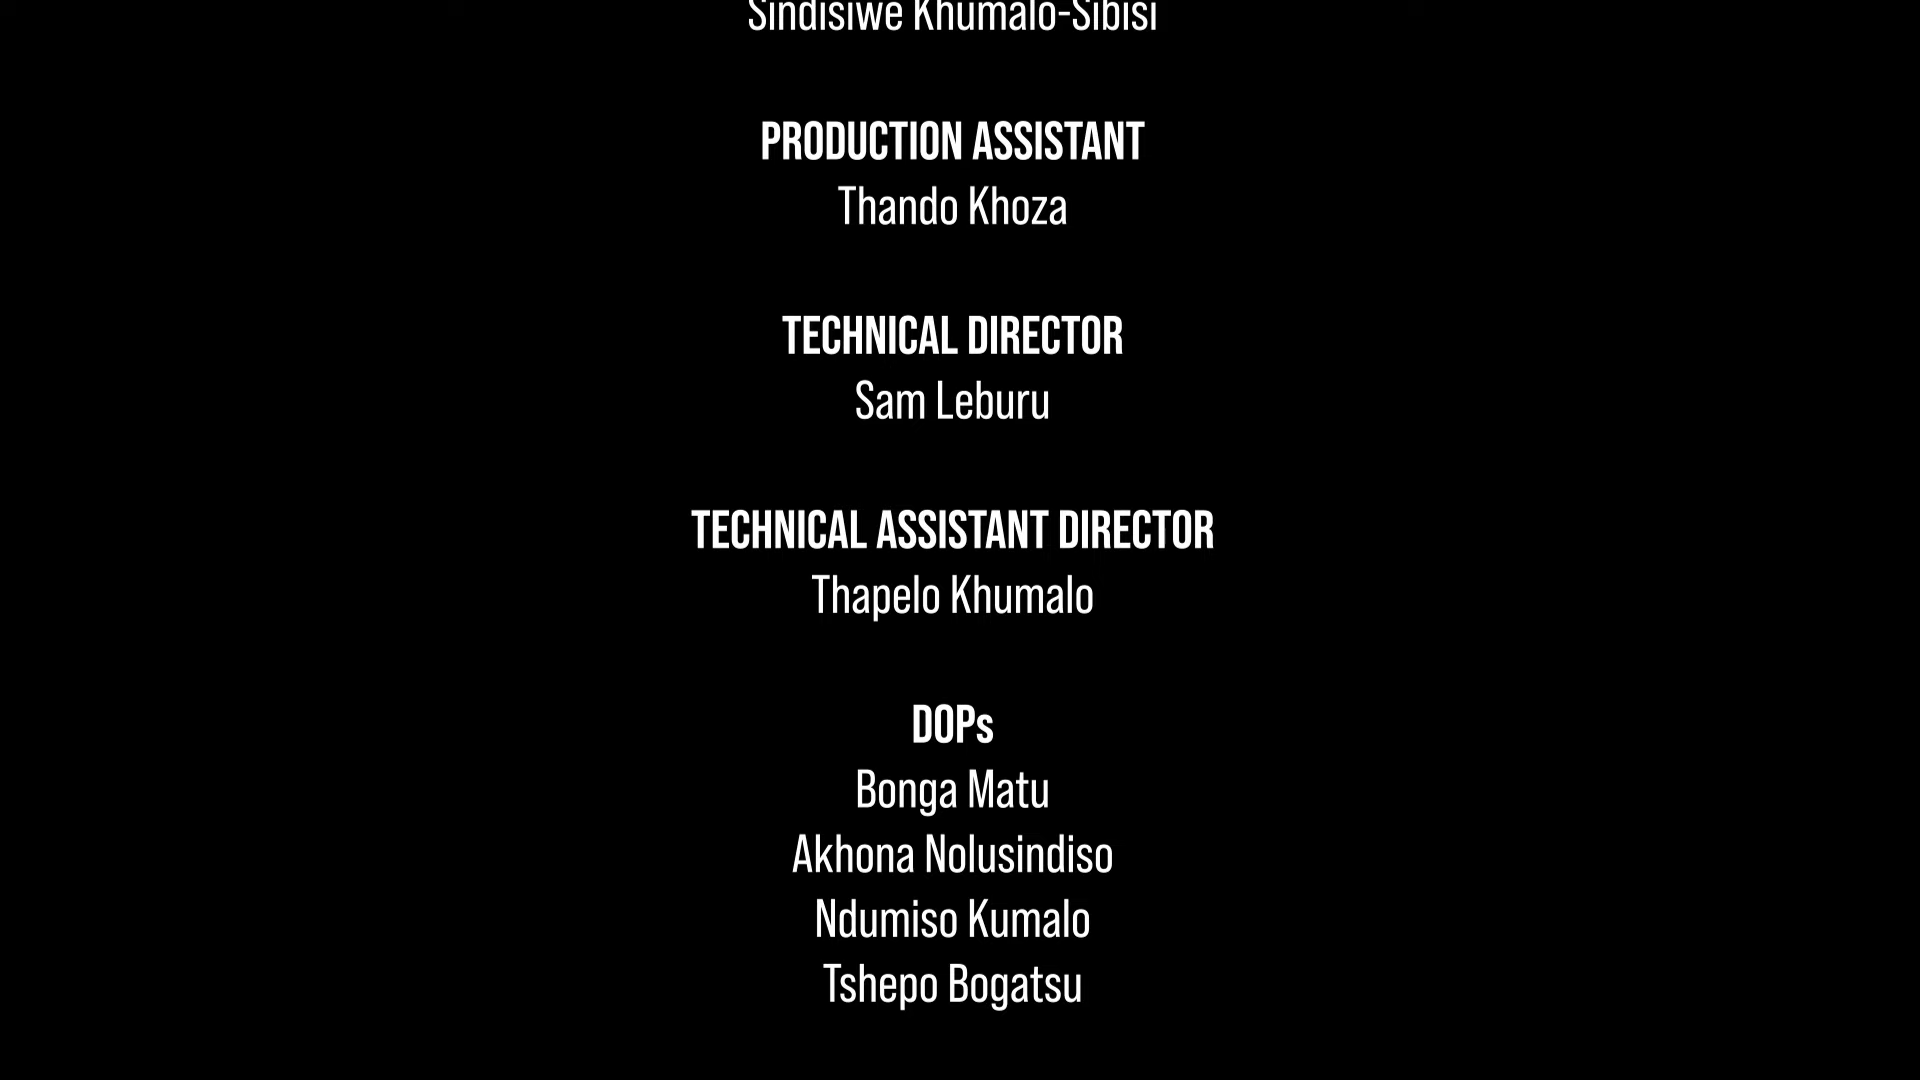 Sindisiwe Khumalo-Sibisi
PRODUCTION ASSISTANT
Thando Khoza
TECHNICAL DIRECTOR
Sam Leburu
TECHNICAL ASSISTANT DIRECTOR
Thapelo Khumalo
DOPs
Bonga Matu
Akhona Nolusindiso
Ndumiso Kumalo
Tshepo Bogatsu